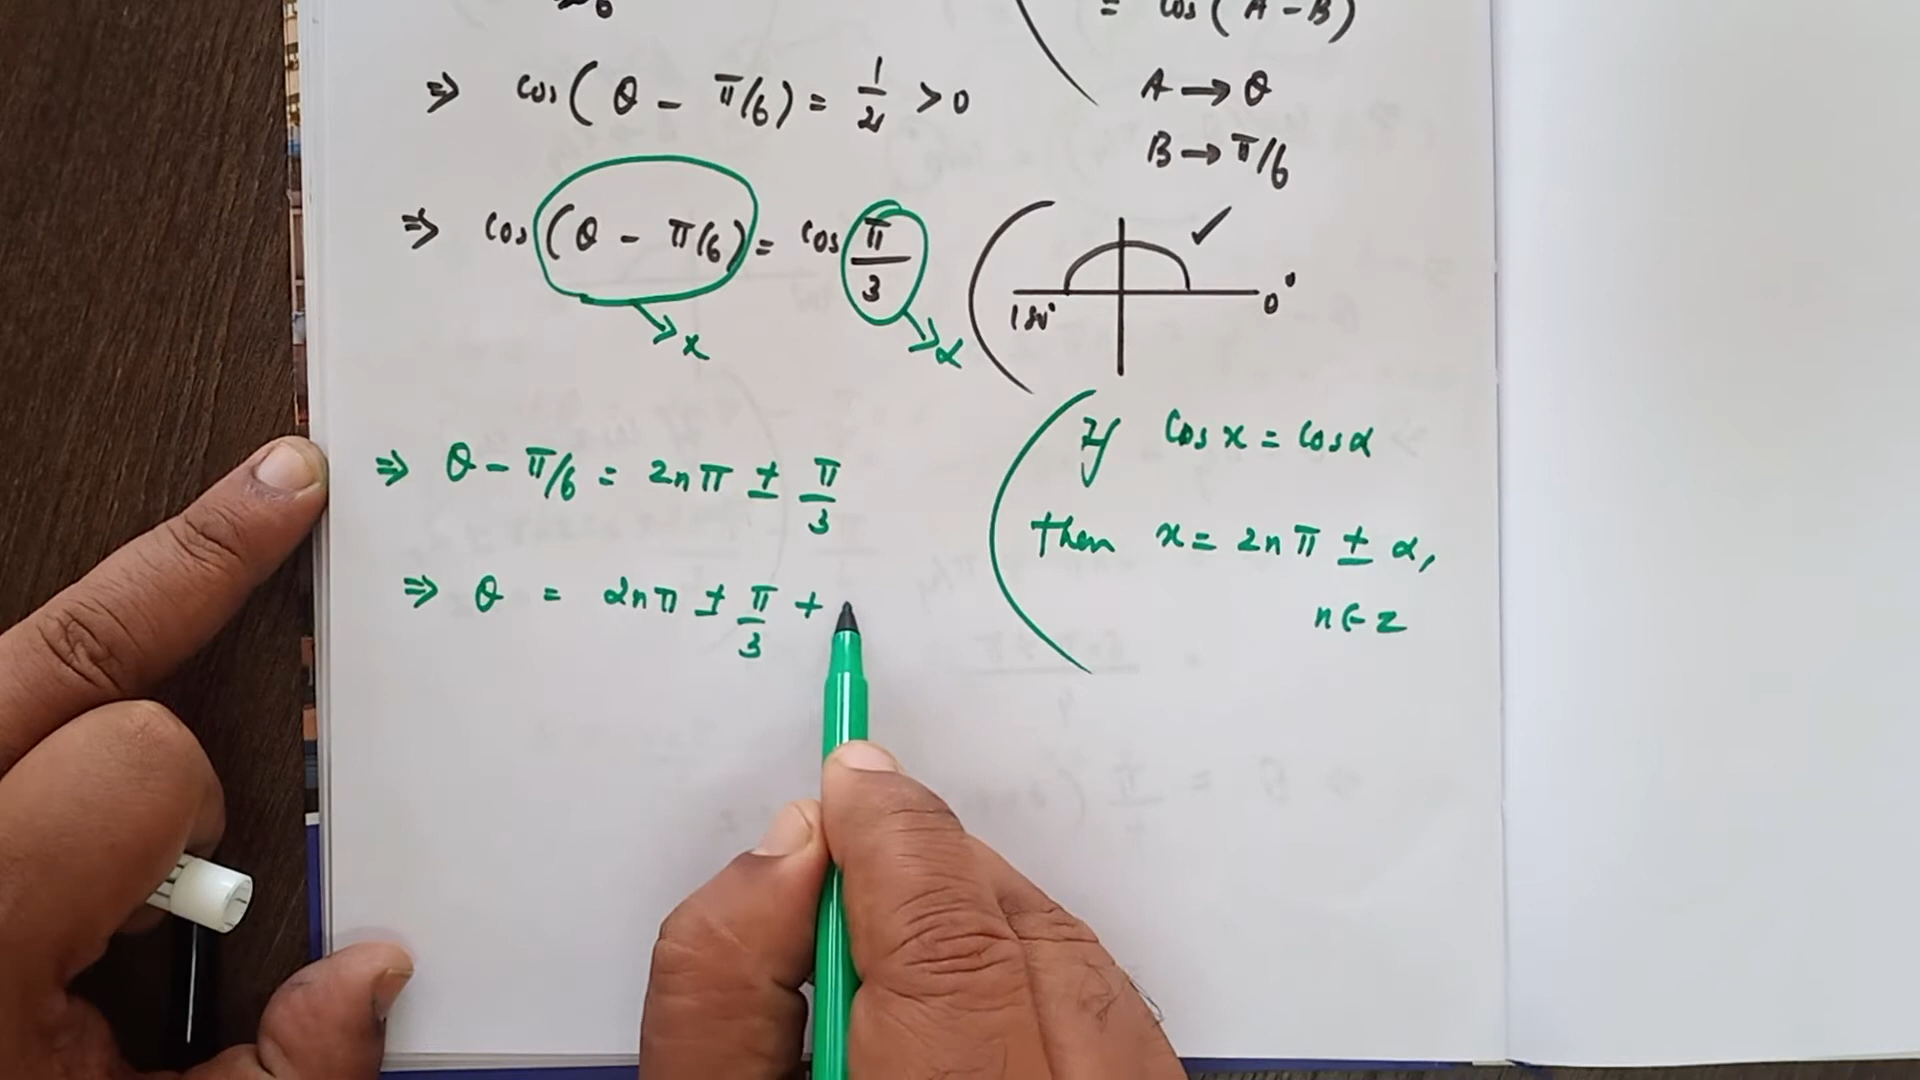 = cos(A - B)
⇒ cos(θ - π/6) = 1/2 > 0
A → θ
B → π/6
⇒ cos(θ - π/6) = cos π/3
180° 0°
x α
If cos x = cos α
⇒ θ - π/6 = 2nπ ± π/3
then x = 2nπ ± α,
⇒ θ = 2nπ ± π/3 +
n ∈ z